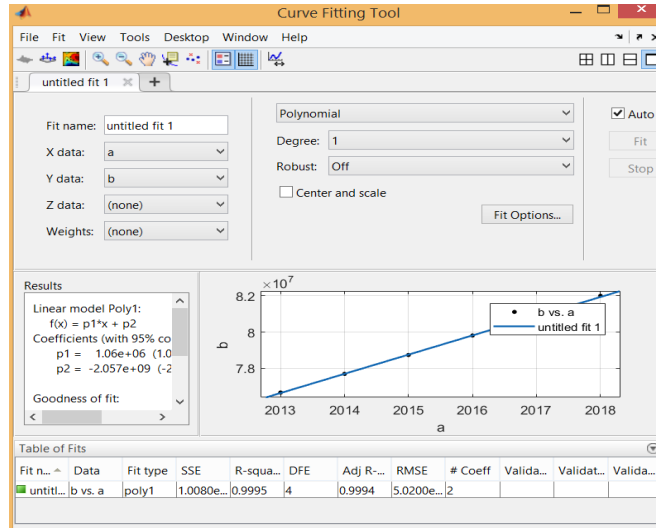 Curve Fitting Tool
File Fit View Tools Desktop Window Help
untitled fit 1
Fit name: untitled fit 1
X data: a
Y data: b
Z data: (none)
Weights: (none)
Polynomial
Degree: 1
Robust: Off
Center and scale
Fit Options...
Auto
Fit
Stop
Results
Linear model Poly1:
f(x) = p1*x + p2
Coefficients (with 95% co
p1 = 1.06e+06 (1.0
p2 = -2.057e+09 (-2
Goodness of fit:
×10^7
8.2
8
7.8
b
2013 2014 2015 2016 2017 2018
a
b vs. a
untitled fit 1
Table of Fits
Fit n... Data Fit type SSE R-squa... DFE Adj R-... RMSE # Coeff Valida... Validat... Valida...
untitl... b vs. a poly1 1.0080e... 0.9995 4 0.9994 5.0200e... 2